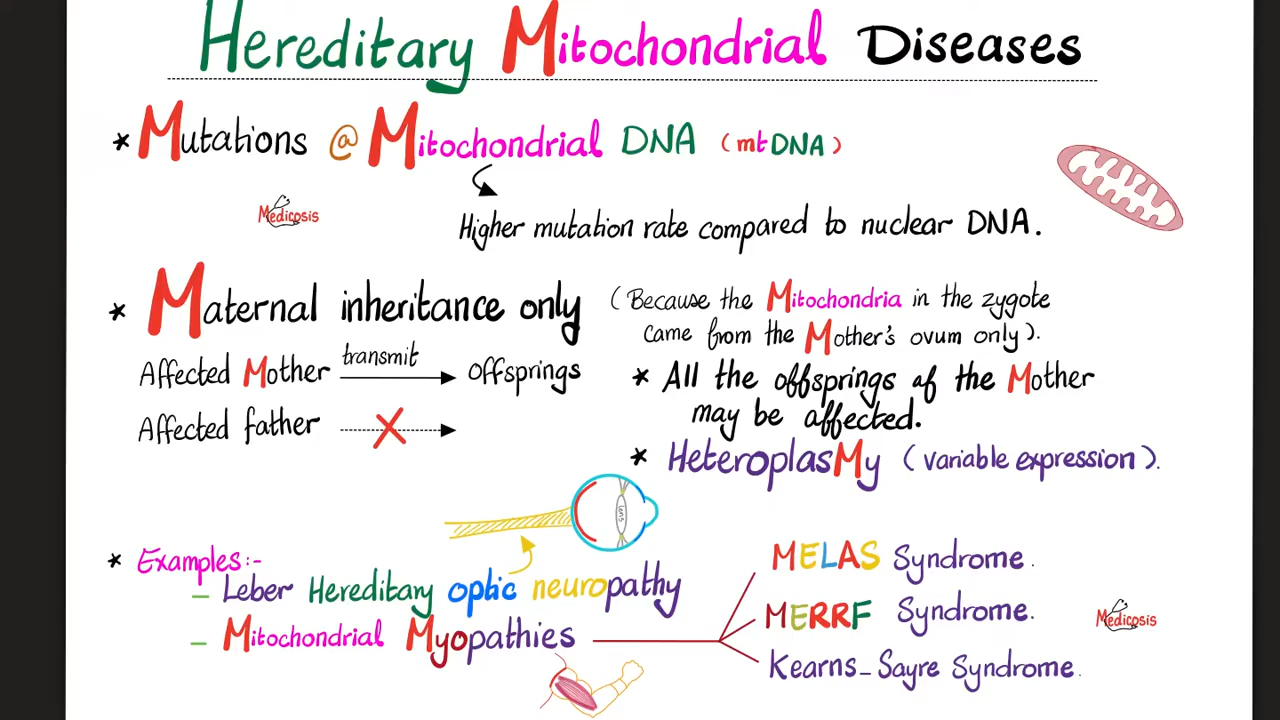 Hereditary Mitochondrial Diseases
* Mutations @ Mitochondrial DNA (mtDNA)
Medicosis
Higher mutation rate compared to nuclear DNA.
* Maternal inheritance only
(Because the Mitochondria in the zygote
came from the Mother's ovum only).
Affected Mother transmit offsprings
Affected father X
* All the offsprings of the Mother
may be affected.
* HeteroplasMy (variable expression).
lens
* Examples:-
– Leber Hereditary optic neuropathy
– Mitochondrial Myopathies
MELAS Syndrome.
MERRF Syndrome.
Kearns-Sayre Syndrome.
Medicosis